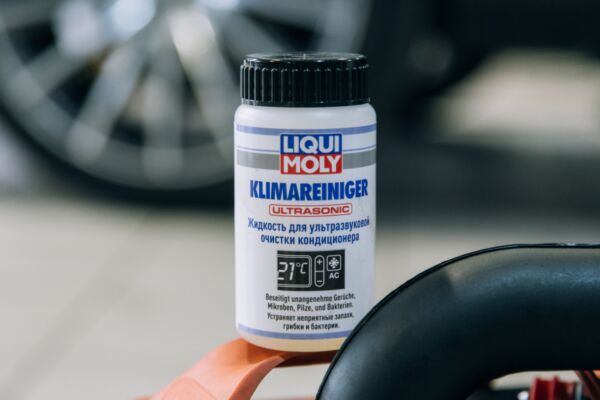 LIQUI
MOLY
KLIMAREINIGER
ULTRASONIC
Жидкость для ультразвуковой
очистки кондиционера
21°C
+
-
AC
Beseitigt unangenehme Gerüche,
Mikroben, Pilze, und Bakterien.
Устраняет неприятные запахи,
грибки и бактерии.